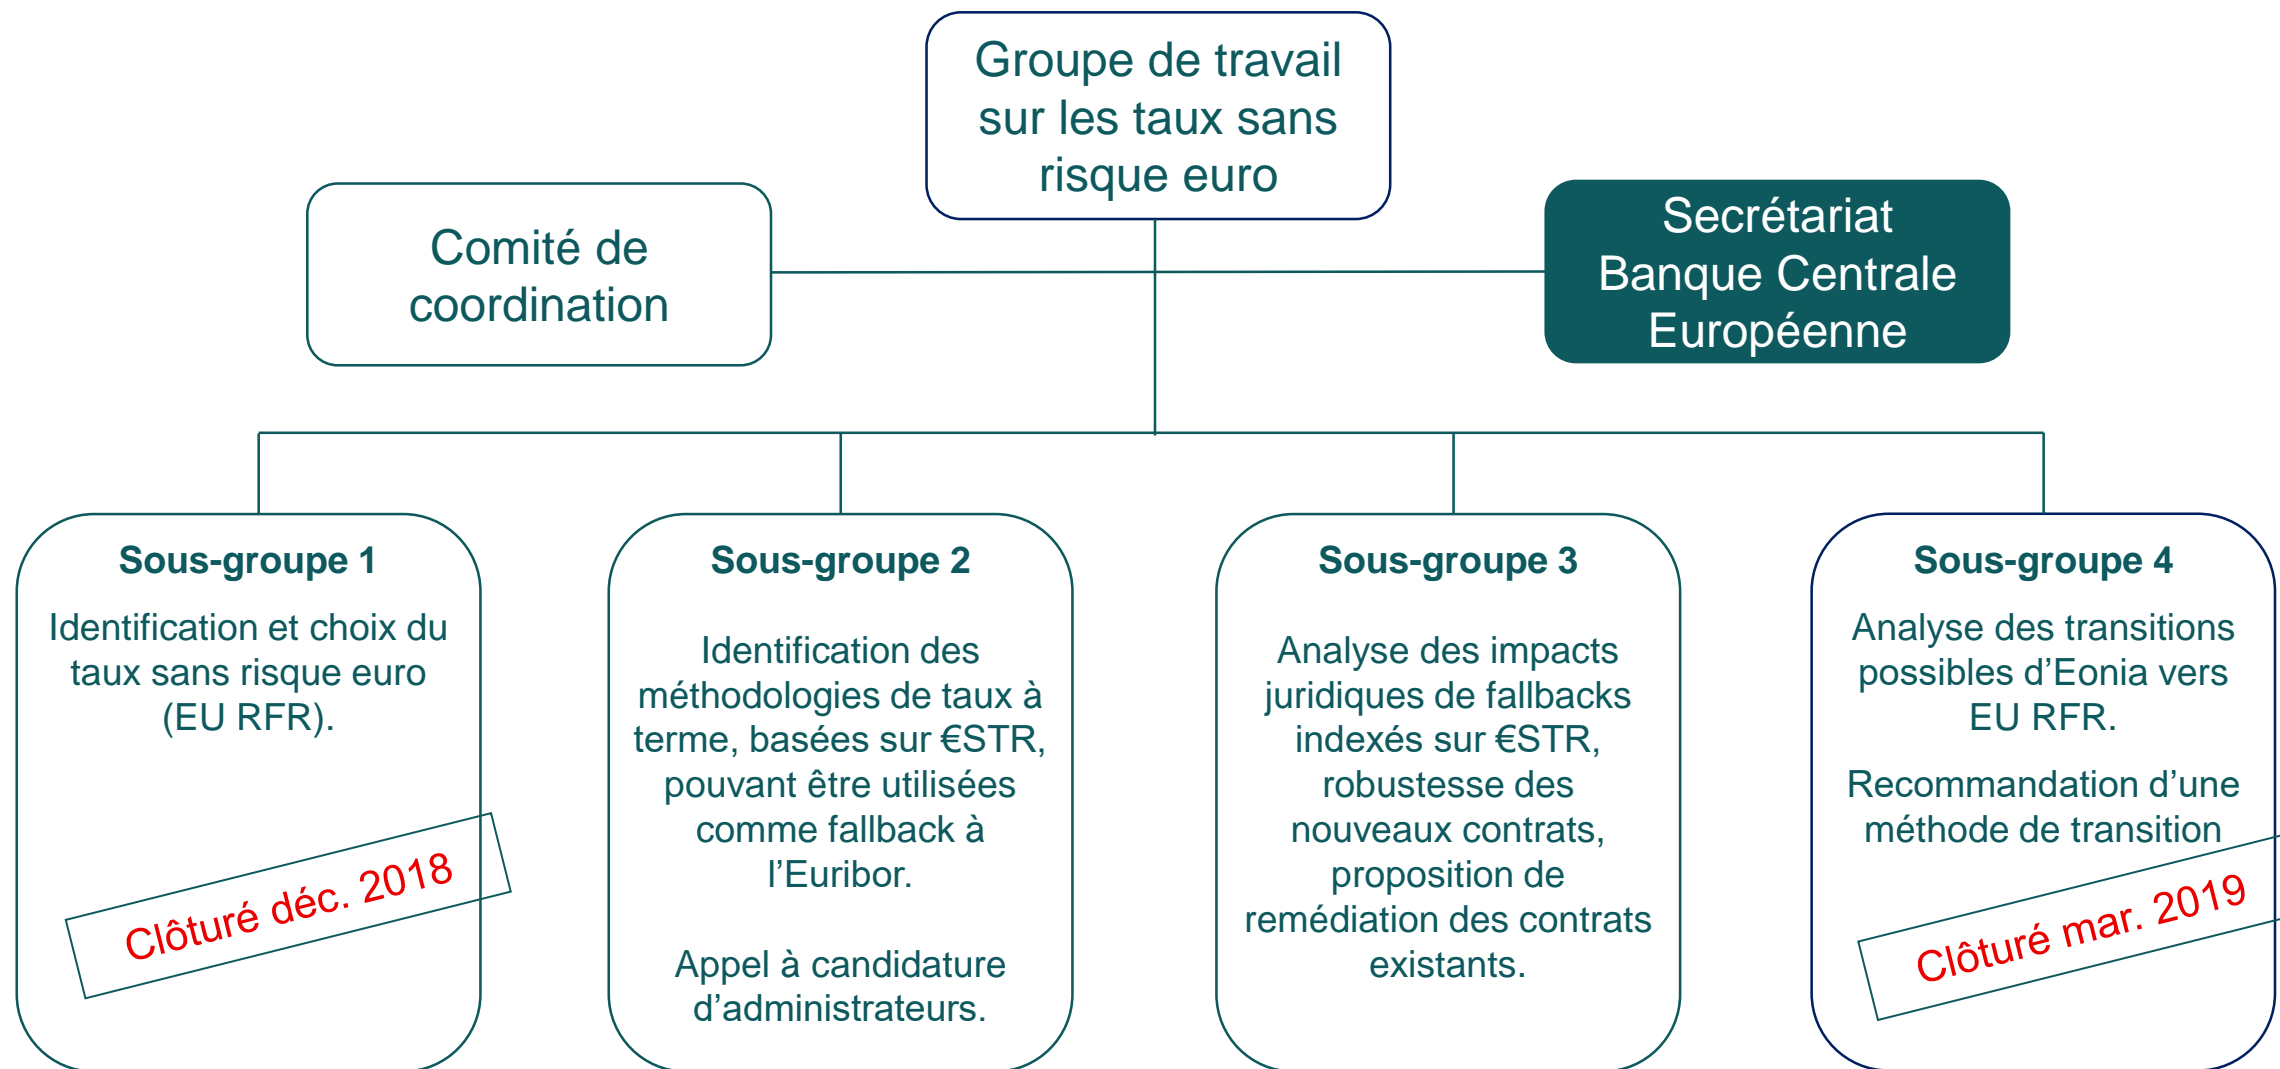 Groupe de travail
sur les taux sans
risque euro
Comité de
coordination
Secrétariat
Banque Centrale
Européenne
Sous-groupe 1
Identification et choix du
taux sans risque euro
(EU RFR).
Clôturé déc. 2018
Sous-groupe 2
Identification des
méthodologies de taux à
terme, basées sur €STR,
pouvant être utilisées
comme fallback à
l’Euribor.
Appel à candidature
d’administrateurs.
Sous-groupe 3
Analyse des impacts
juridiques de fallbacks
indexés sur €STR,
robustesse des
nouveaux contrats,
proposition de
remédiation des contrats
existants.
Sous-groupe 4
Analyse des transitions
possibles d’Eonia vers
EU RFR.
Recommandation d’une
méthode de transition
Clôturé mar. 2019